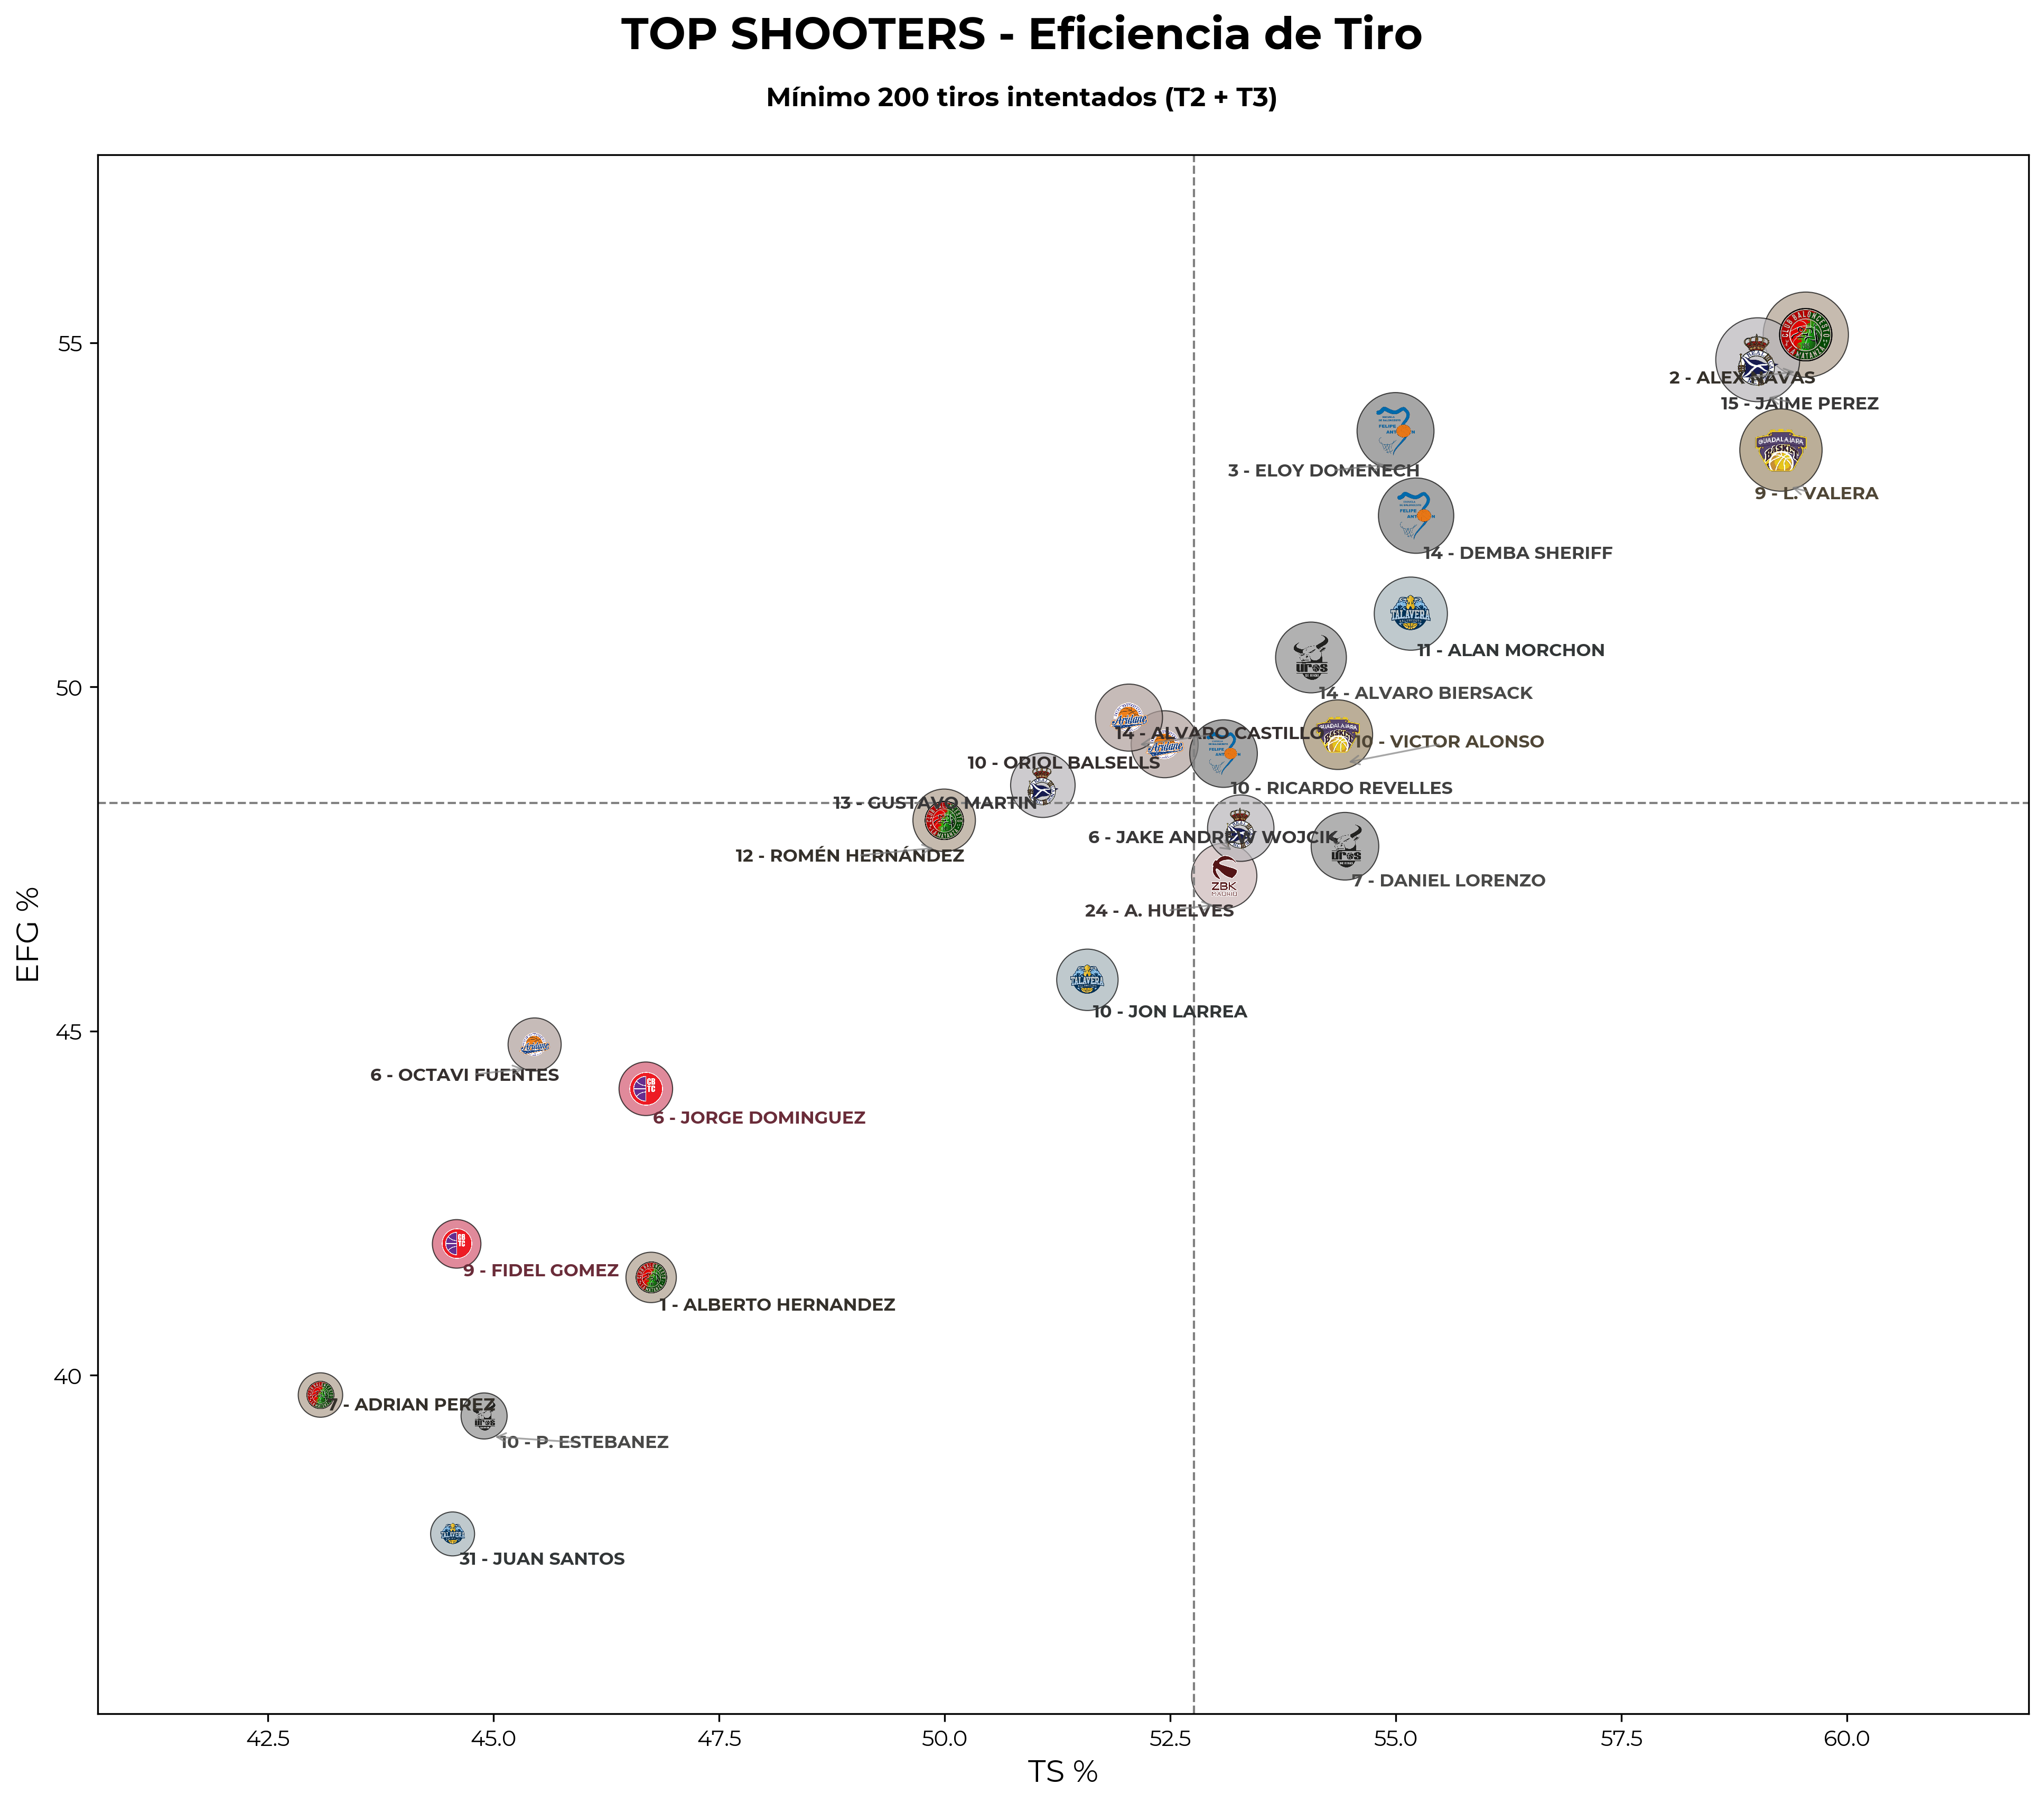 TOP SHOOTERS - Eficiencia de Tiro
Mínimo 200 tiros intentados (T2 + T3)
EFG %
55
50
45
40
2 - ALEX NAVAS
15 - JAIME PEREZ
3 - ELOY DOMENECH
9 - L. VALERA
14 - DEMBA SHERIFF
11 - ALAN MORCHON
14 - ALVARO BIERSACK
14 - ALVARO CASTILLO
10 - VICTOR ALONSO
10 - ORIOL BALSELLS
10 - RICARDO REVELLES
13 - GUSTAVO MARTIN
6 - JAKE ANDREW WOJCIK
12 - ROMÉN HERNÁNDEZ
7 - DANIEL LORENZO
24 - A. HUELVES
10 - JON LARREA
6 - OCTAVI FUENTES
6 - JORGE DOMINGUEZ
9 - FIDEL GOMEZ
1 - ALBERTO HERNANDEZ
7 - ADRIAN PEREZ
10 - P. ESTEBANEZ
31 - JUAN SANTOS
42.5 45.0 47.5 50.0 52.5 55.0 57.5 60.0
TS %